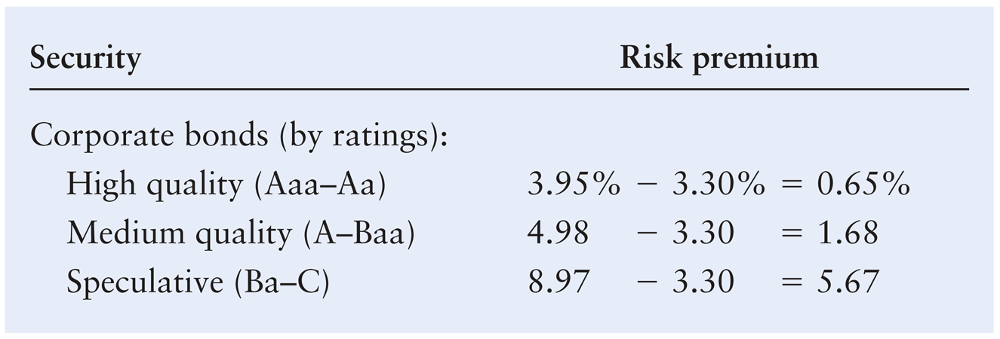 Security Risk premium
Corporate bonds (by ratings):
High quality (Aaa–Aa) 3.95% − 3.30% = 0.65%
Medium quality (A–Baa) 4.98 − 3.30 = 1.68
Speculative (Ba–C) 8.97 − 3.30 = 5.67